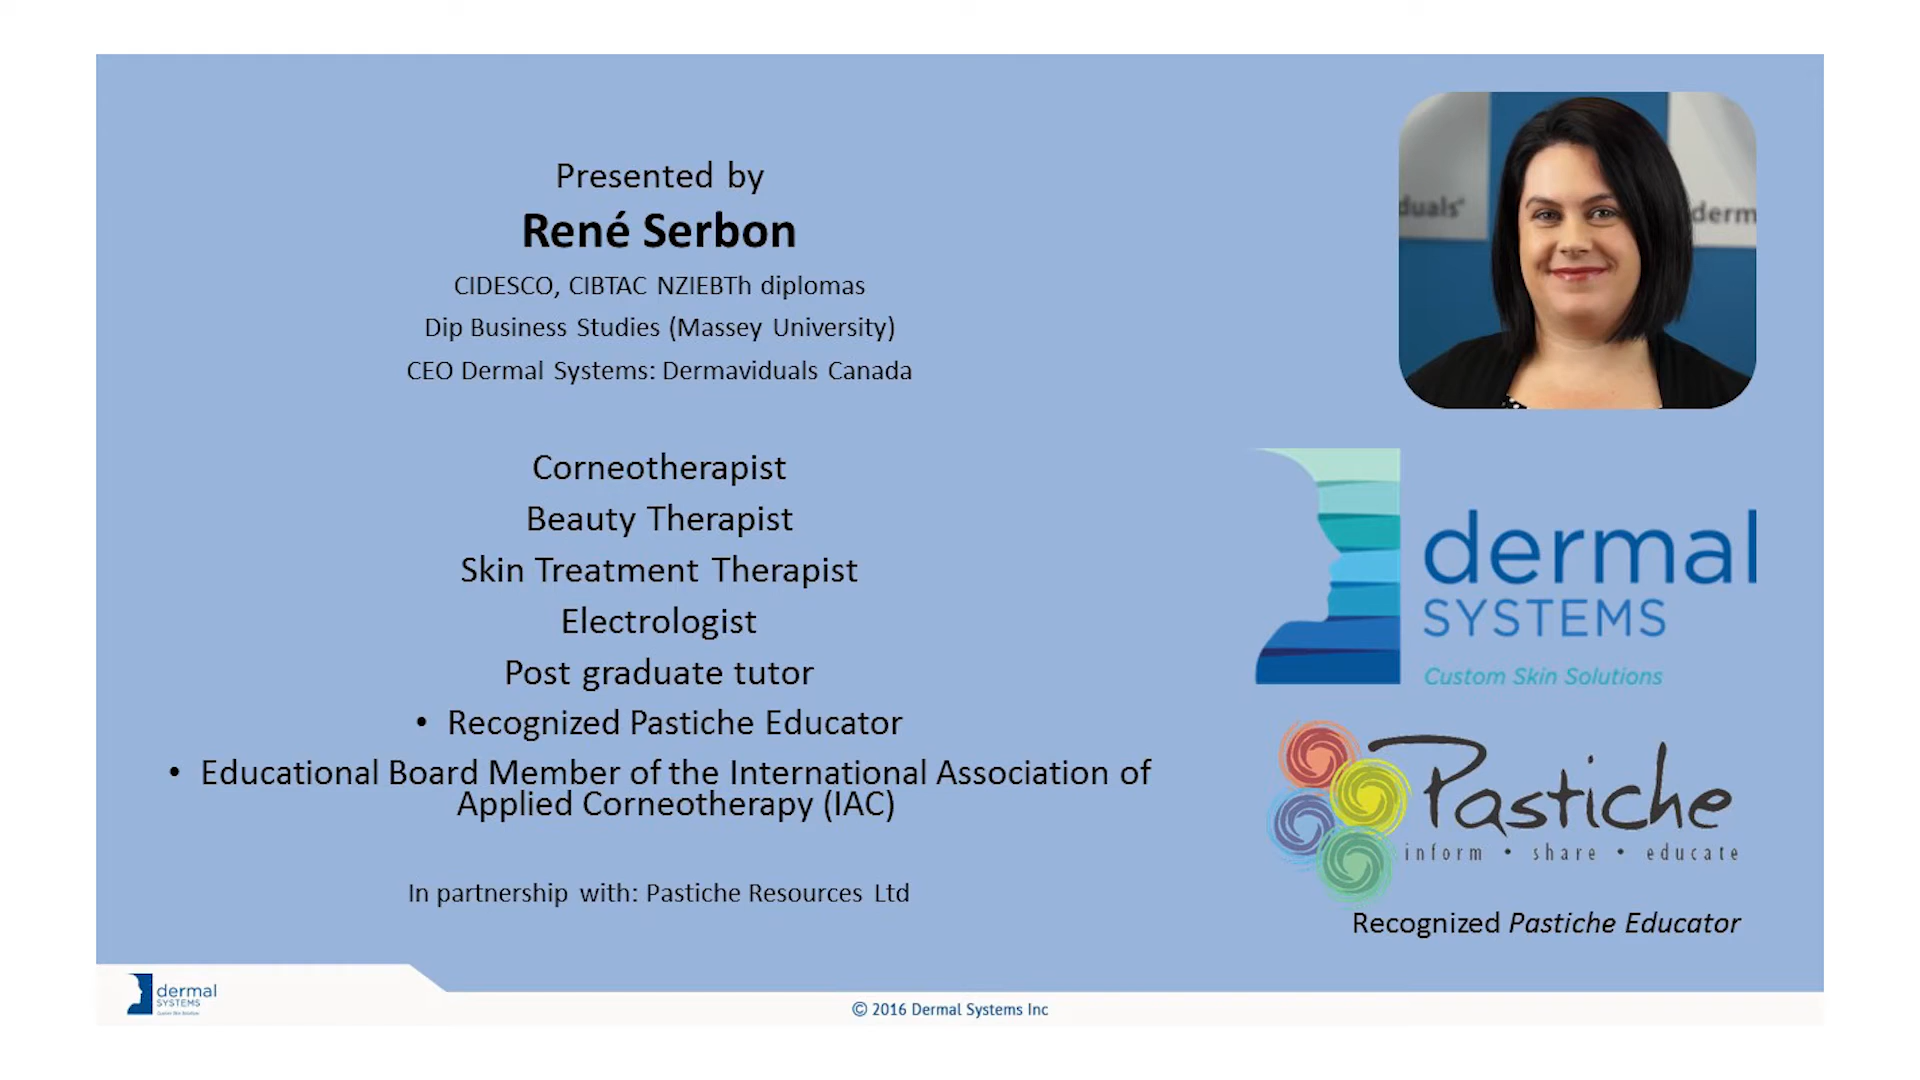 Presented by
René Serbon
CIDESCO, CIBTAC NZIEBTh diplomas
Dip Business Studies (Massey University)
CEO Dermal Systems: Dermaviduals Canada
Corneotherapist
Beauty Therapist
Skin Treatment Therapist
Electrologist
Post graduate tutor
• Recognized Pastiche Educator
• Educational Board Member of the International Association of
Applied Corneotherapy (IAC)
In partnership with: Pastiche Resources Ltd
duals®
derm
dermal
SYSTEMS
Custom Skin Solutions
Pastiche
inform • share • educate
Recognized Pastiche Educator
dermal
SYSTEMS
Custom Skin Solutions
© 2016 Dermal Systems Inc